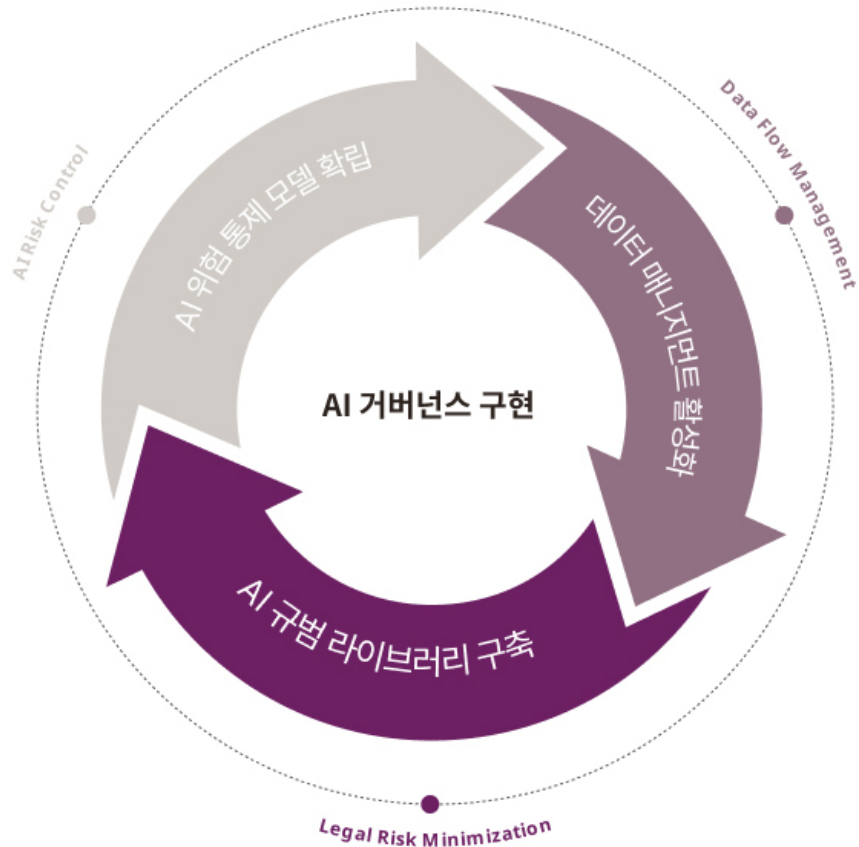 AI Risk Control
AI 위험 통제 모델 확립
Data Flow Management
데이터 매니지먼트 활성화
AI 거버넌스 구현
AI 규범 라이브러리 구축
Legal Risk Minimization